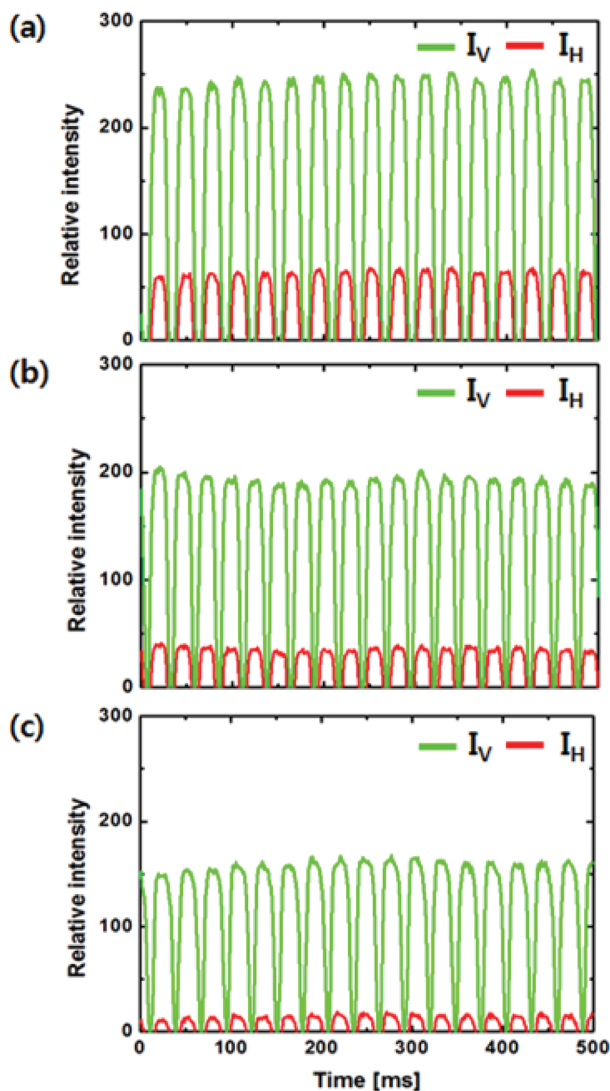 (a)
300
I_V I_H
200
100
0
Relative intensity
(b)
300
I_V I_H
200
100
0
Relative intensity
(c)
300
I_V I_H
200
100
0
Relative intensity
0 100 200 300 400 500
Time [ms]